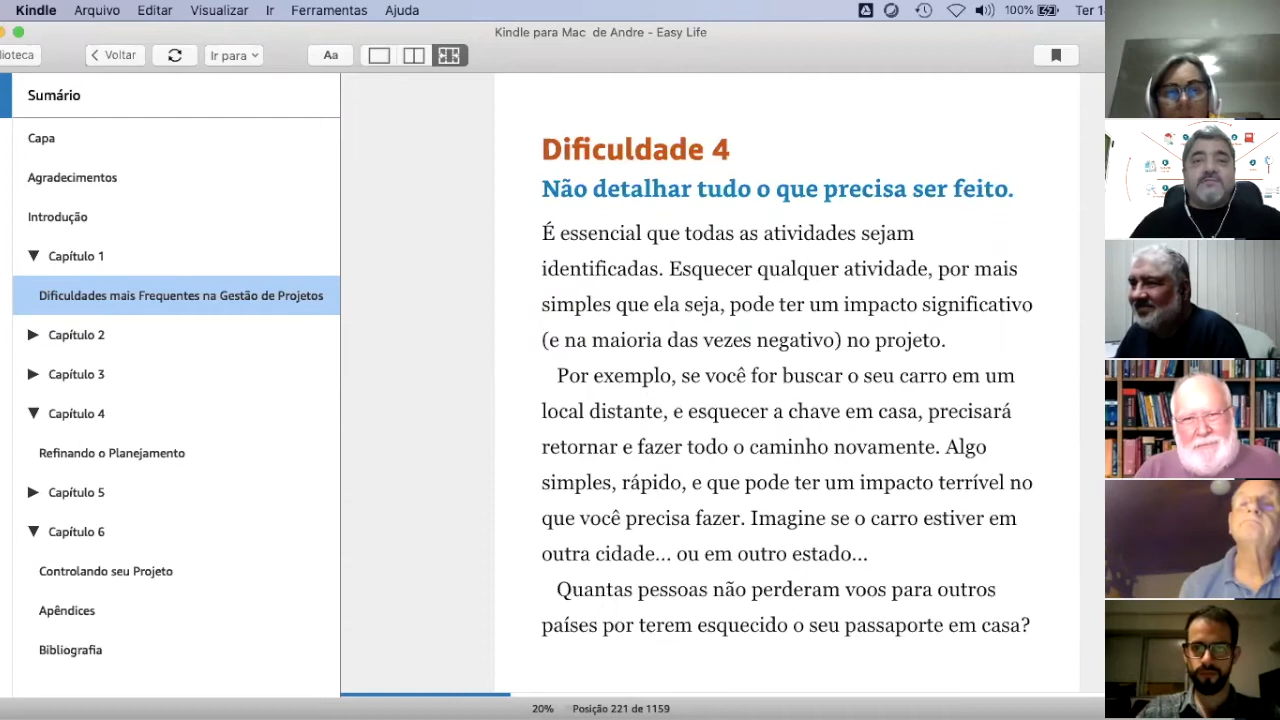 Kindle Arquivo Editar Visualizar Ir Ferramentas Ajuda 100% Ter 1
Kindle para Mac de Andre - Easy Life
lioteca Voltar Ir para Aa
Sumário
Capa
Agradecimentos
Introdução
Capítulo 1
Dificuldades mais Frequentes na Gestão de Projetos
Capítulo 2
Capítulo 3
Capítulo 4
Refinando o Planejamento
Capítulo 5
Capítulo 6
Controlando seu Projeto
Apêndices
Bibliografia
Dificuldade 4
Não detalhar tudo o que precisa ser feito.
É essencial que todas as atividades sejam
identificadas. Esquecer qualquer atividade, por mais
simples que ela seja, pode ter um impacto significativo
(e na maioria das vezes negativo) no projeto.
Por exemplo, se você for buscar o seu carro em um
local distante, e esquecer a chave em casa, precisará
retornar e fazer todo o caminho novamente. Algo
simples, rápido, e que pode ter um impacto terrível no
que você precisa fazer. Imagine se o carro estiver em
outra cidade... ou em outro estado...
Quantas pessoas não perderam voos para outros
países por terem esquecido o seu passaporte em casa?
20% Posição 221 de 1159